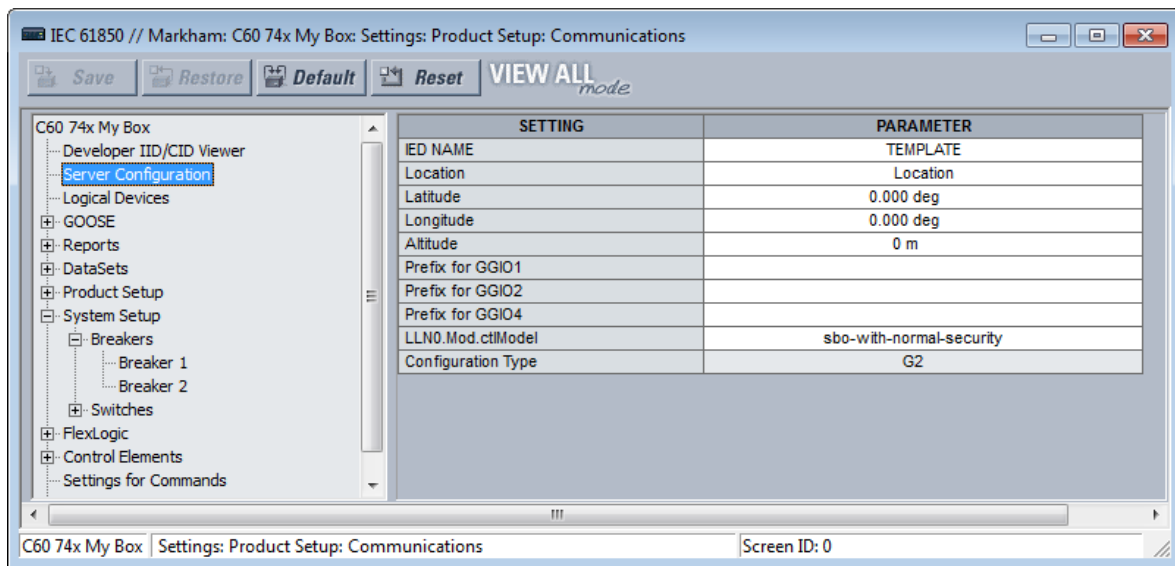 IEC 61850 // Markham: C60 74x My Box: Settings: Product Setup: Communications
Save Restore Default Reset VIEW ALL mode
C60 74x My Box
Developer IID/CID Viewer
Server Configuration
Logical Devices
GOOSE
Reports
DataSets
Product Setup
System Setup
Breakers
Breaker 1
Breaker 2
Switches
FlexLogic
Control Elements
Settings for Commands
SETTING PARAMETER
IED NAME TEMPLATE
Location Location
Latitude 0.000 deg
Longitude 0.000 deg
Altitude 0 m
Prefix for GGIO1
Prefix for GGIO2
Prefix for GGIO4
LLN0.Mod.ctlModel sbo-with-normal-security
Configuration Type G2
C60 74x My Box Settings: Product Setup: Communications Screen ID: 0